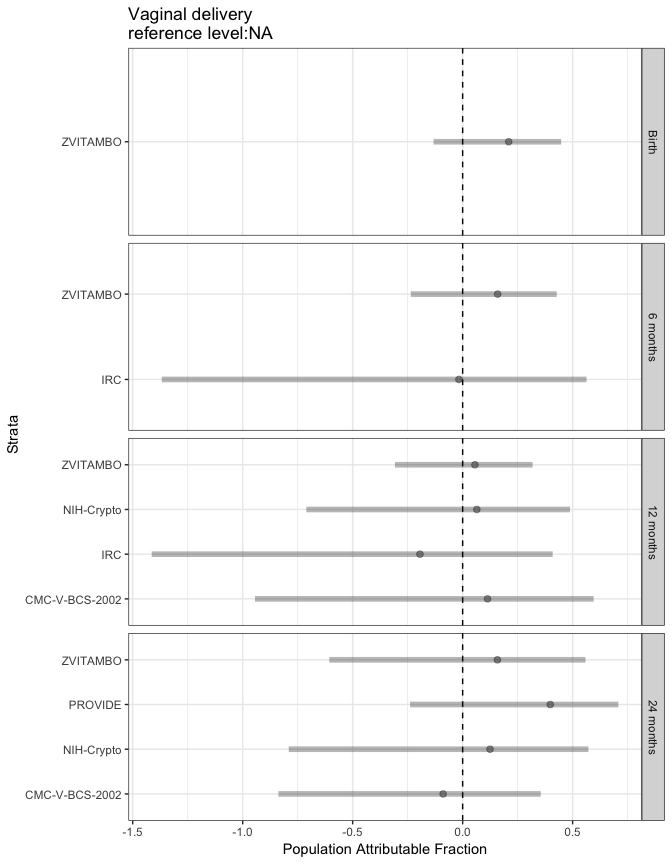 Vaginal delivery
reference level:NA
ZVITAMBO
Birth
ZVITAMBO
IRC
6 months
ZVITAMBO
NIH-Crypto
IRC
CMC-V-BCS-2002
12 months
ZVITAMBO
PROVIDE
NIH-Crypto
CMC-V-BCS-2002
24 months
Strata
-1.5 -1.0 -0.5 0.0 0.5
Population Attributable Fraction